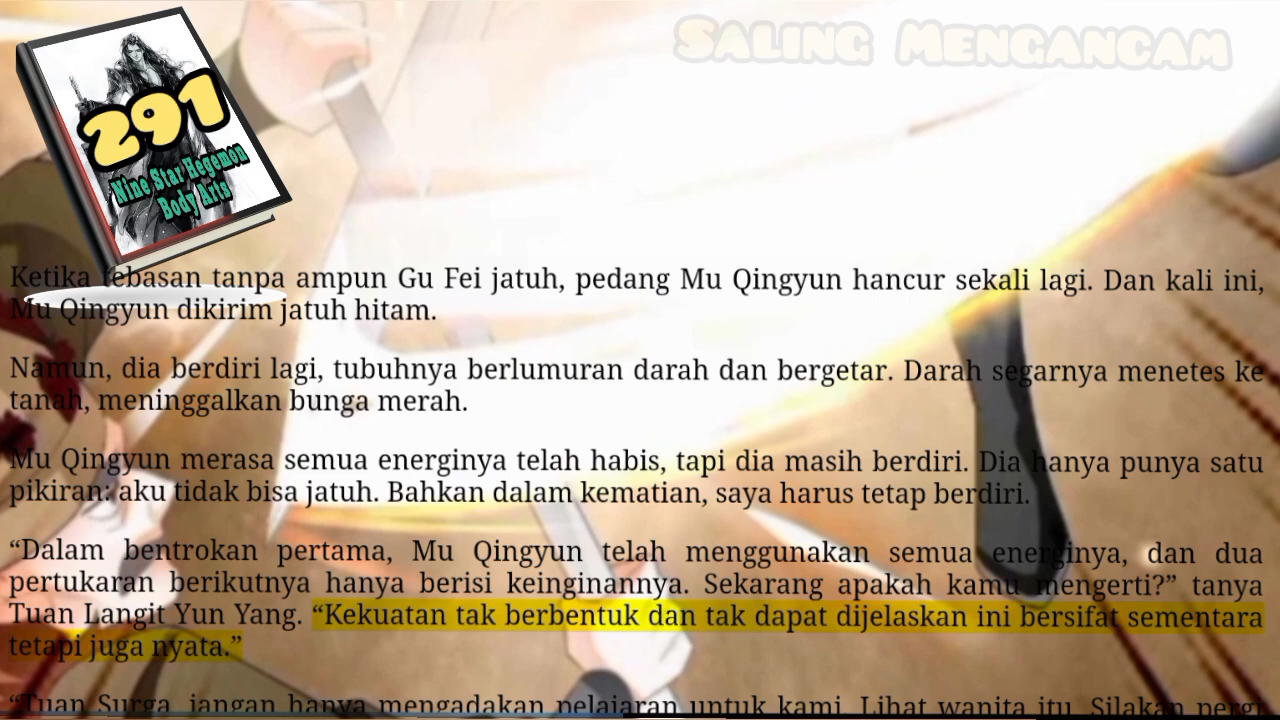 Saling Mengancam
291
Nine Star Hegemon
Body Arts
Ketika tebasan tanpa ampun Gu Fei jatuh, pedang Mu Qingyun hancur sekali lagi. Dan kali ini,
Mu Qingyun dikirim jatuh hitam.
Namun, dia berdiri lagi, tubuhnya berlumuran darah dan bergetar. Darah segarnya menetes ke
tanah, meninggalkan bunga merah.
Mu Qingyun merasa semua energinya telah habis, tapi dia masih berdiri. Dia hanya punya satu
pikiran: aku tidak bisa jatuh. Bahkan dalam kematian, saya harus tetap berdiri.
“Dalam bentrokan pertama, Mu Qingyun telah menggunakan semua energinya, dan dua
pertukaran berikutnya hanya berisi keinginannya. Sekarang apakah kamu mengerti?” tanya
Tuan Langit Yun Yang. “Kekuatan tak berbentuk dan tak dapat dijelaskan ini bersifat sementara
tetapi juga nyata.”
“Tuan Surga, jangan hanya mengadakan pelajaran untuk kami. Lihat wanita itu. Silakan pergi